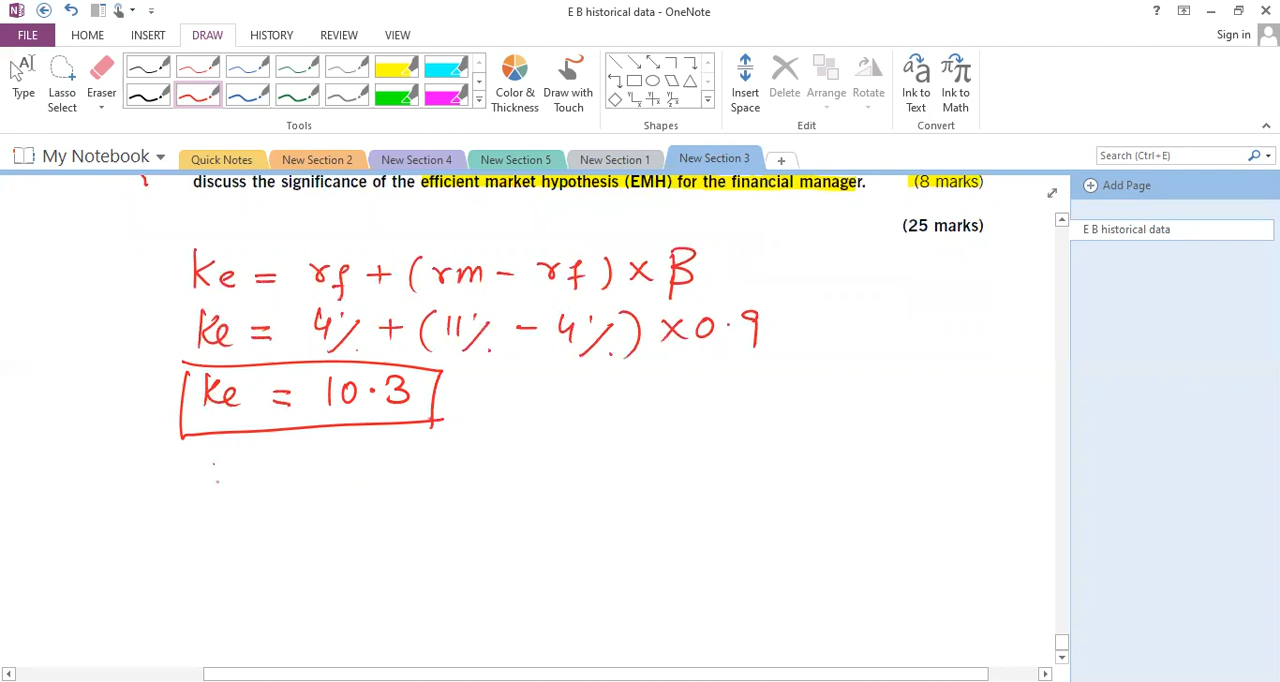 E B historical data - OneNote
?
FILE HOME INSERT DRAW HISTORY REVIEW VIEW
Sign in
Type
Lasso Select
Eraser
Color & Thickness
Draw with Touch
Insert Space
Delete
Arrange
Rotate
Ink to Text
Ink to Math
Tools
Shapes
Edit
Convert
My Notebook
Quick Notes
New Section 2
New Section 4
New Section 5
New Section 1
New Section 3
Search (Ctrl+E)
discuss the significance of the efficient market hypothesis (EMH) for the financial manager. (8 marks)
(25 marks)
Ke = rf + (rm - rf) × β
Ke = 4% + (11% - 4%) × 0.9
Ke = 10.3
Add Page
E B historical data